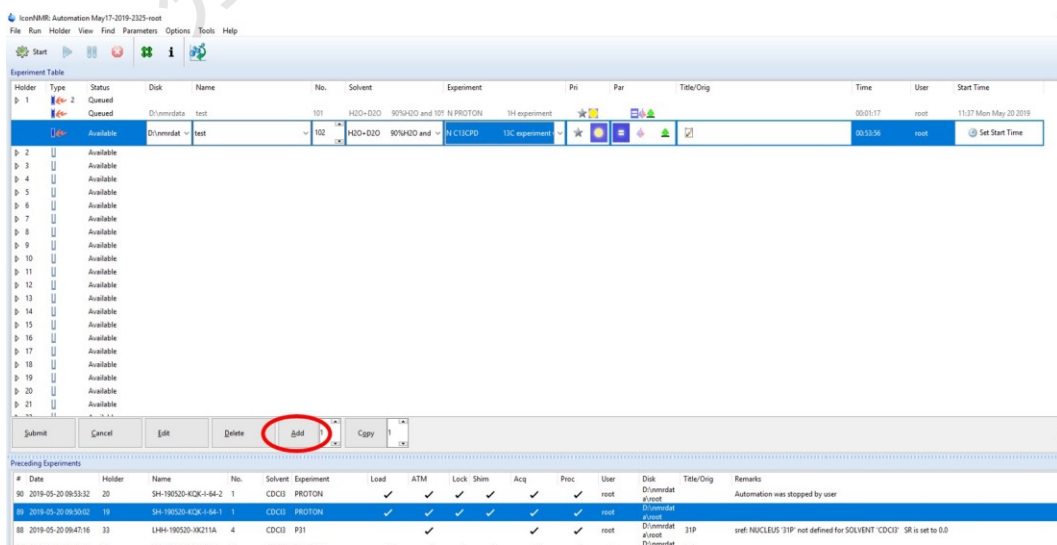 IconNMR: Automation May17-2019-2325-root
File Run Holder View Find Parameters Options Tools Help
Start
Experiment Table
Holder Type Status Disk Name No. Solvent Experiment Pri Par Title/Orig Time User Start Time
1 2 Queued
Queued D:\nmrdata test 101 H2O+D2O 90%H2O and 10% N PROTON 1H experiment 00:01:17 root 11:37 Mon May 20 2019
Available D:\nmrdat test 102 H2O+D2O 90%H2O and N C13CPD 13C experiment 00:53:56 root Set Start Time
2 Available
3 Available
4 Available
5 Available
6 Available
7 Available
8 Available
9 Available
10 Available
11 Available
12 Available
13 Available
14 Available
15 Available
16 Available
17 Available
18 Available
19 Available
20 Available
21 Available
Submit Cancel Edit Delete Add 1 Copy 1
Preceding Experiments
# Date Holder Name No. Solvent Experiment Load ATM Lock Shim Acq Proc User Disk Title/Orig Remarks
90 2019-05-20 09:53:32 20 SH-190520-KQK-I-64-2 1 CDCl3 PROTON root D:\nmrdat a\root Automation was stopped by user
89 2019-05-20 09:50:02 19 SH-190520-KQK-I-64-1 1 CDCl3 PROTON root D:\nmrdat a\root
88 2019-05-20 09:47:16 33 LHH-190520-XK211A 4 CDCl3 P31 root D:\nmrdat a\root 31P sref: NUCLEUS '31P' not defined for SOLVENT 'CDCl3' SR is set to 0.0
D:\nmrdat